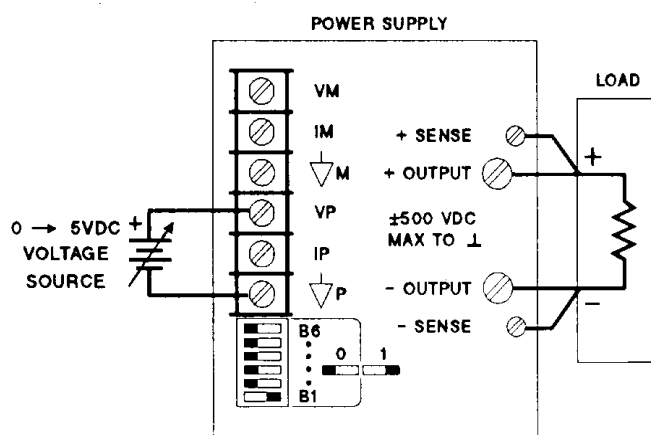 POWER SUPPLY
LOAD
VM
IM
M
VP
IP
P
+ SENSE
+ OUTPUT
±500 VDC
MAX TO ⊥
- OUTPUT
- SENSE
+
-
0 → 5VDC +
VOLTAGE
SOURCE
B6
0 1
B1